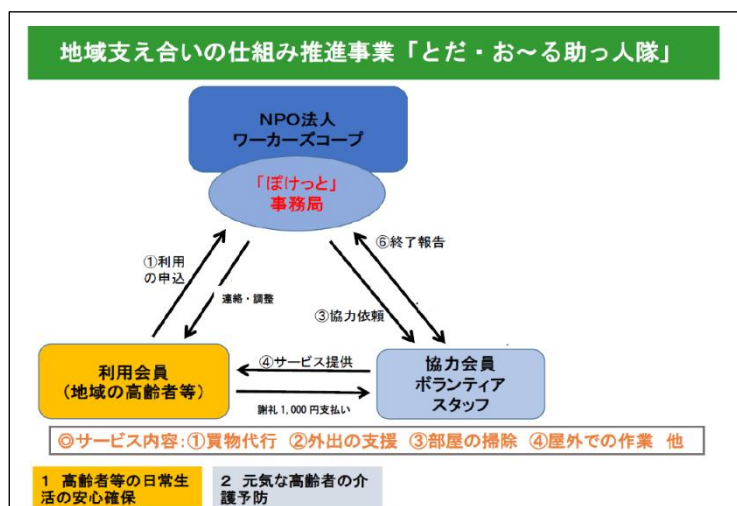 地域支え合いの仕組み推進事業「とだ・お～る助っ人隊」
NPO法人
ワーカーズコープ
「ぽけっと」
事務局
①利用
の申込
連絡・調整
⑥終了報告
③協力依頼
利用会員
(地域の高齢者等)
④サービス提供
謝礼1,000円支払い
協力会員
ボランティア
スタッフ
◎サービス内容:①買物代行 ②外出の支援 ③部屋の掃除 ④屋外での作業 他
1 高齢者等の日常生
活の安心確保
2 元気な高齢者の介
護予防